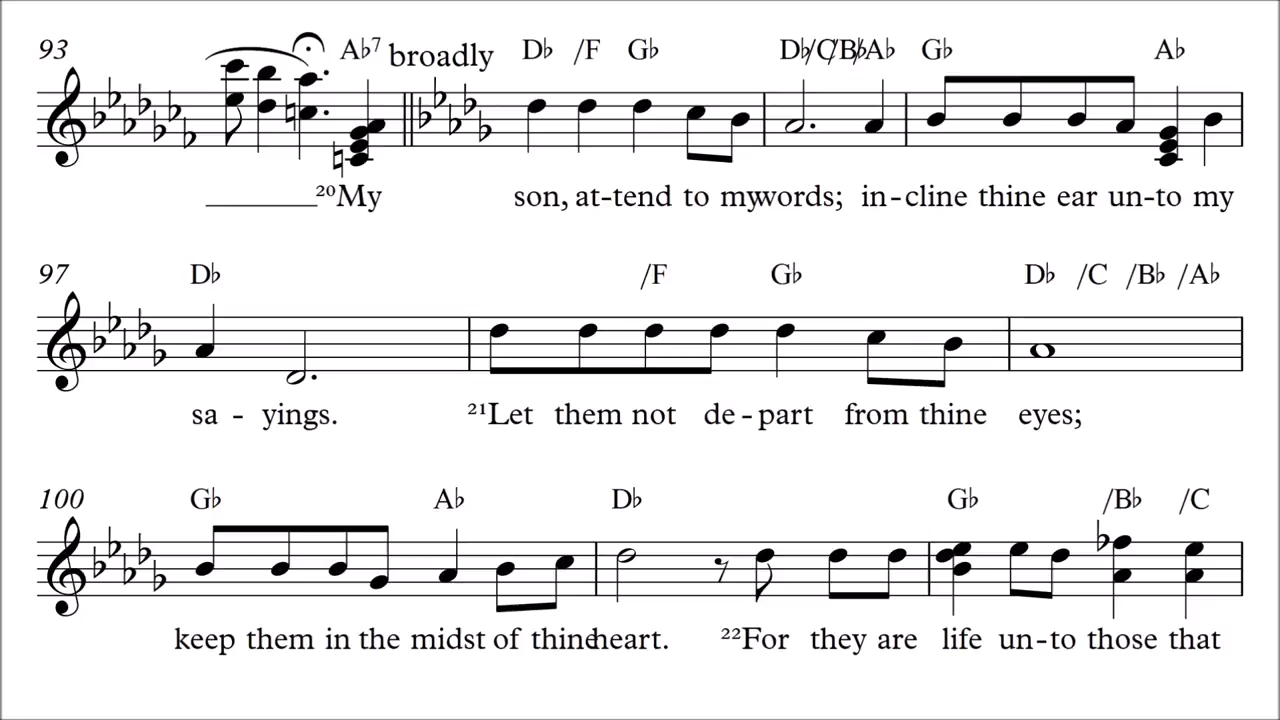 93 A♭7 broadly D♭ /F G♭ D♭/C/B♭/A♭ G♭ A♭
20My son, at-tend to my words; in-cline thine ear un-to my
97 D♭ /F G♭ D♭ /C /B♭ /A♭
sa - yings. 21Let them not de-part from thine eyes;
100 G♭ A♭ D♭ G♭ /B♭ /C
keep them in the midst of thine heart. 22For they are life un-to those that